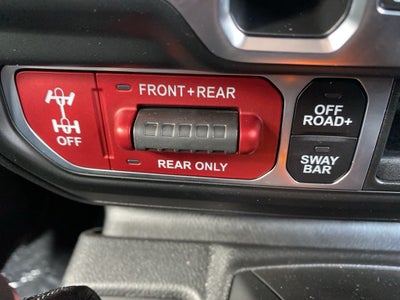 FRONT+REAR
OFF
REAR ONLY
OFF
ROAD+
SWAY
BAR